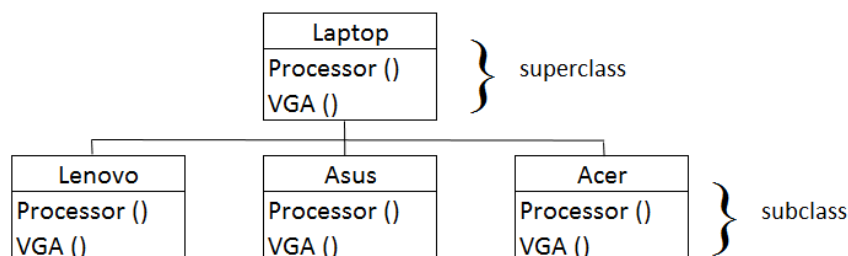 Laptop
Processor ()
VGA ()
superclass
Lenovo
Processor ()
VGA ()
Asus
Processor ()
VGA ()
Acer
Processor ()
VGA ()
subclass